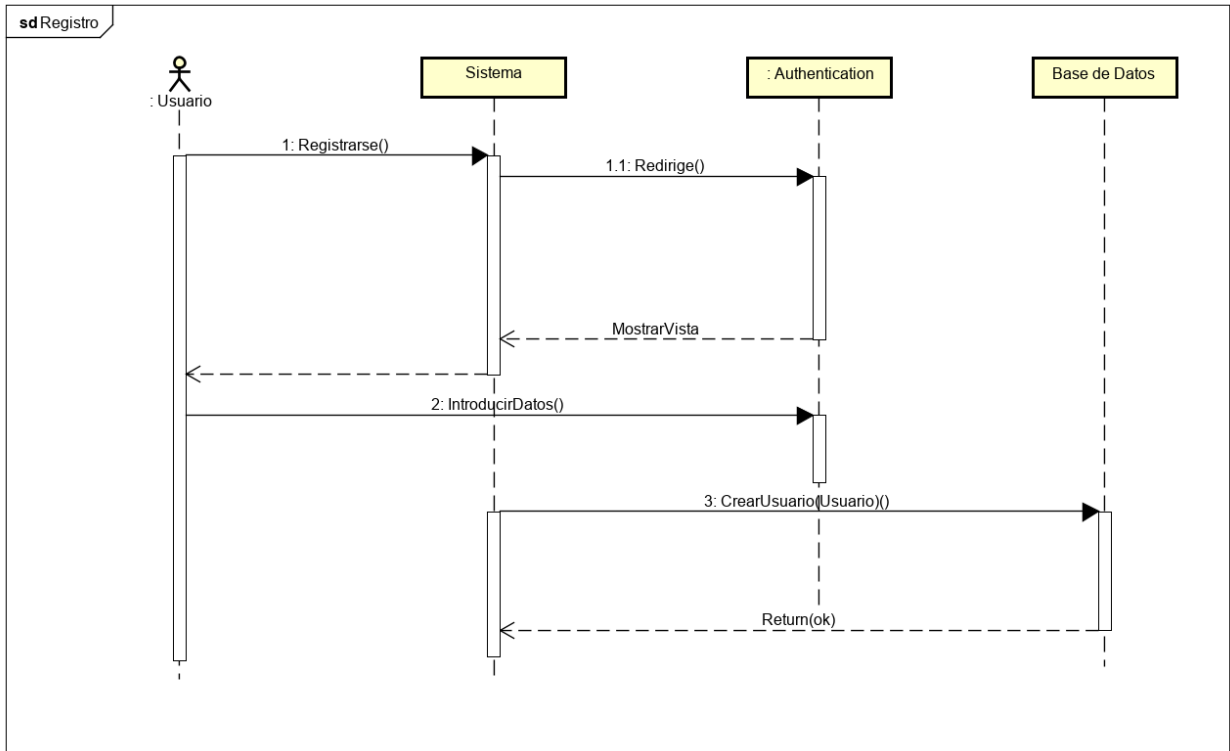 sd Registro
: Usuario
Sistema
: Authentication
Base de Datos
1: Registrarse()
1.1: Redirige()
MostrarVista
2: IntroducirDatos()
3: CrearUsuario(Usuario)()
Return(ok)